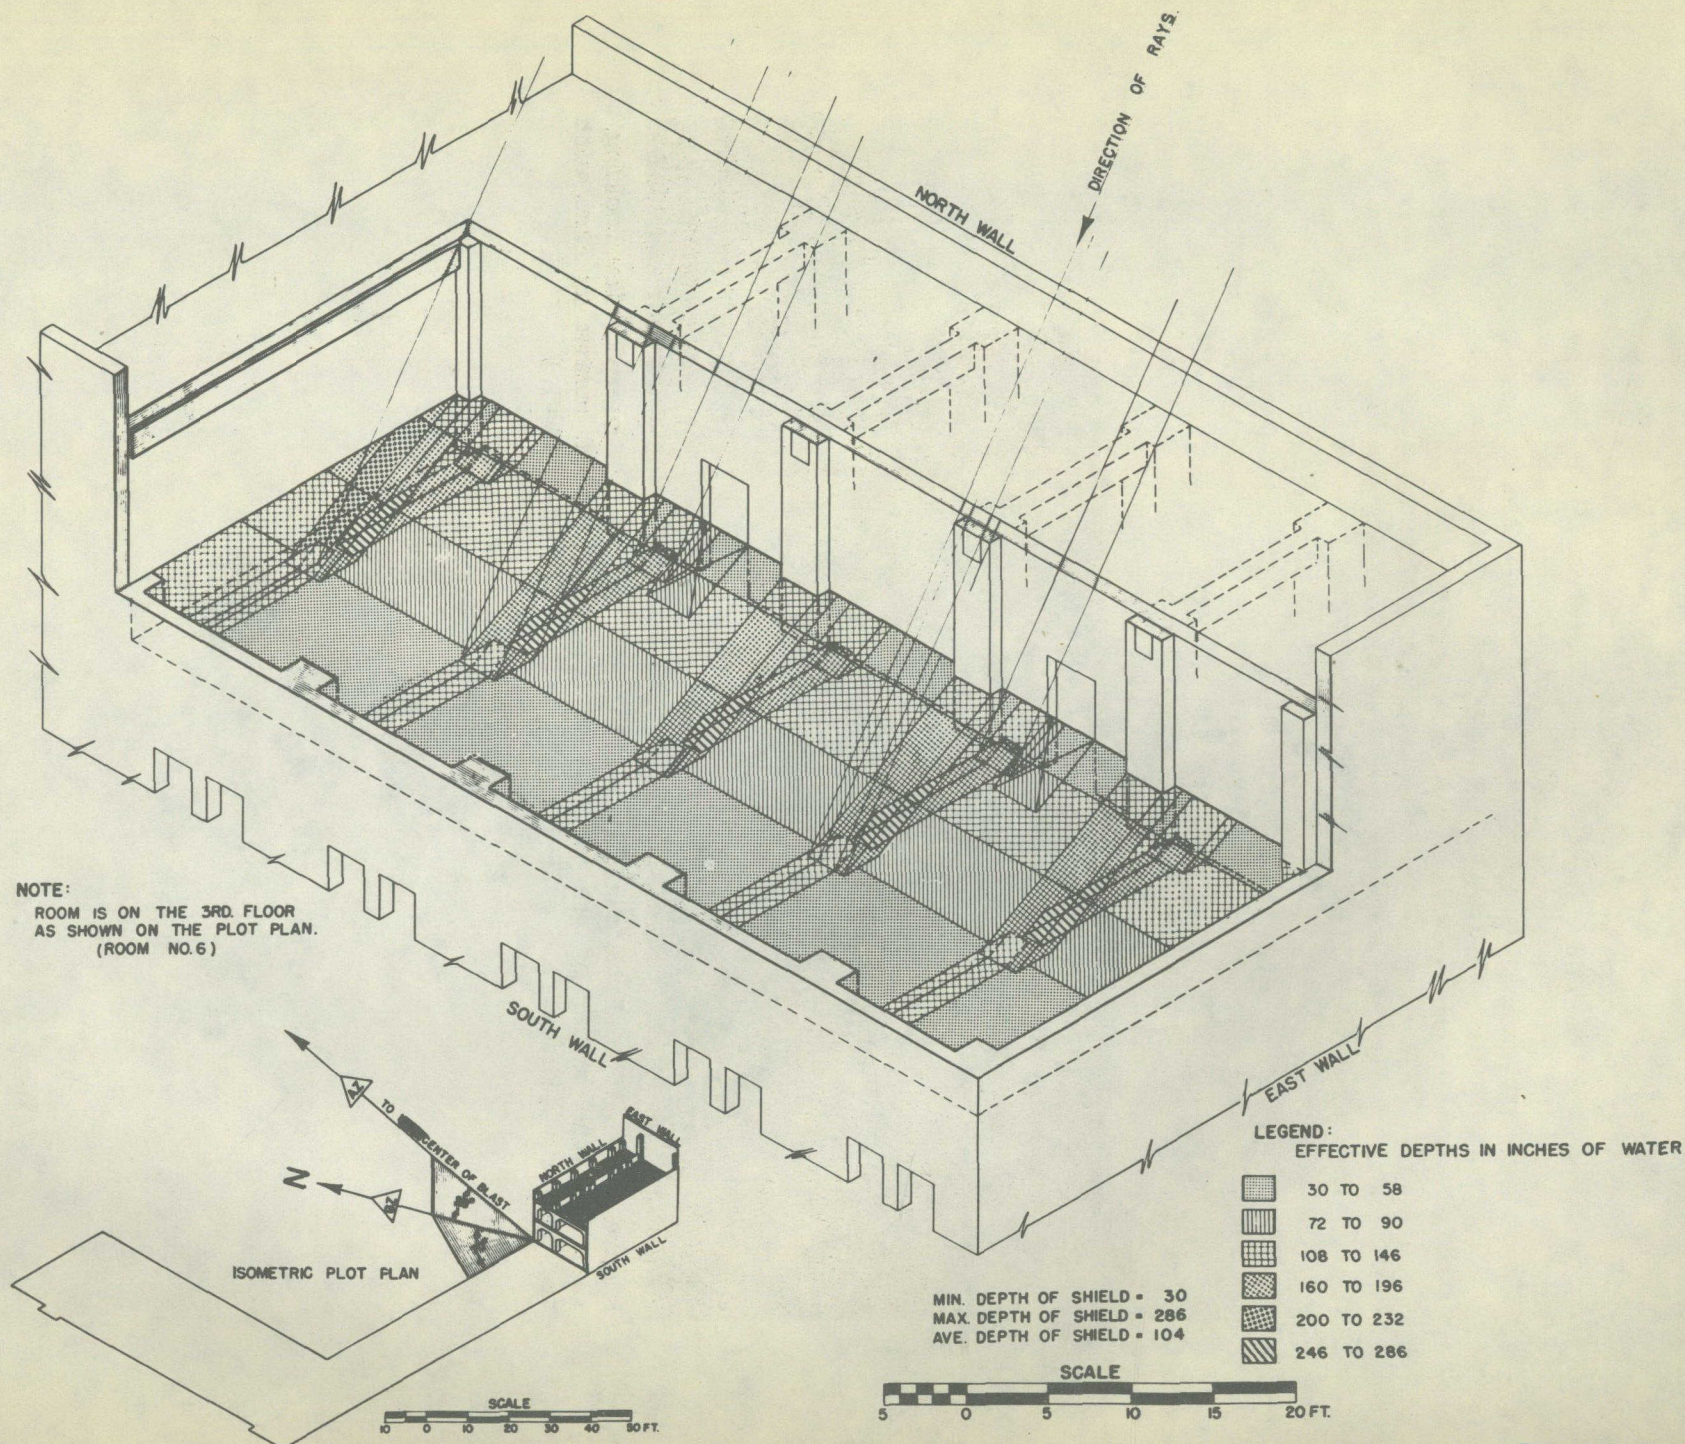 DIRECTION OF RAYS.
NORTH WALL
NOTE:
ROOM IS ON THE 3RD. FLOOR
AS SHOWN ON THE PLOT PLAN.
(ROOM NO.6)
SOUTH WALL
EAST WALL
TO
CENTER OF BLAST
N
NORTH WALL
EAST WALL
SOUTH WALL
ISOMETRIC PLOT PLAN
SCALE
10 0 10 20 30 40 50 FT.
MIN. DEPTH OF SHIELD = 30
MAX. DEPTH OF SHIELD = 286
AVE. DEPTH OF SHIELD = 104
LEGEND:
EFFECTIVE DEPTHS IN INCHES OF WATER
30 TO 58
72 TO 90
108 TO 146
160 TO 196
200 TO 232
246 TO 286
SCALE
5 0 5 10 15 20 FT.